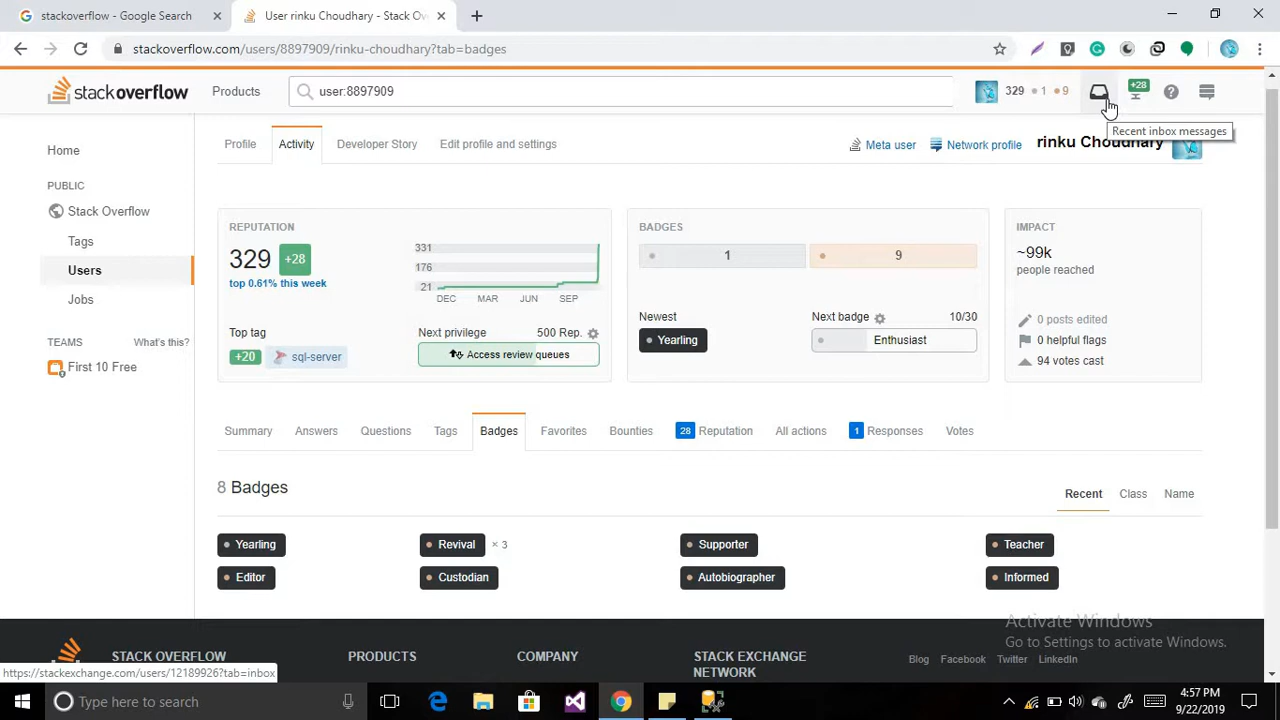 stackoverflow - Google Search
User rinku Choudhary - Stack Ov
stackoverflow.com/users/8897909/rinku-choudhary?tab=badges
stackoverflow
Products
user:8897909
329 1 9
+28
Recent inbox messages
Home
PUBLIC
Stack Overflow
Tags
Users
Jobs
TEAMS What's this?
First 10 Free
Profile Activity Developer Story Edit profile and settings
Meta user Network profile rinku Choudhary
REPUTATION
329 +28
top 0.61% this week
331
176
21
DEC MAR JUN SEP
Top tag
+20 sql-server
Next privilege 500 Rep.
Access review queues
BADGES
1 9
Newest
Yearling
Next badge 10/30
Enthusiast
IMPACT
~99k
people reached
0 posts edited
0 helpful flags
94 votes cast
Summary Answers Questions Tags Badges Favorites Bounties 28 Reputation All actions 1 Responses Votes
8 Badges
Recent Class Name
Yearling Revival × 3 Supporter Teacher
Editor Custodian Autobiographer Informed
Activate Windows
Go to Settings to activate Windows.
STACK OVERFLOW PRODUCTS COMPANY STACK EXCHANGE
NETWORK
Blog Facebook Twitter LinkedIn
https://stackexchange.com/users/12189926?tab=inbox
Type here to search
4:57 PM
9/22/2019